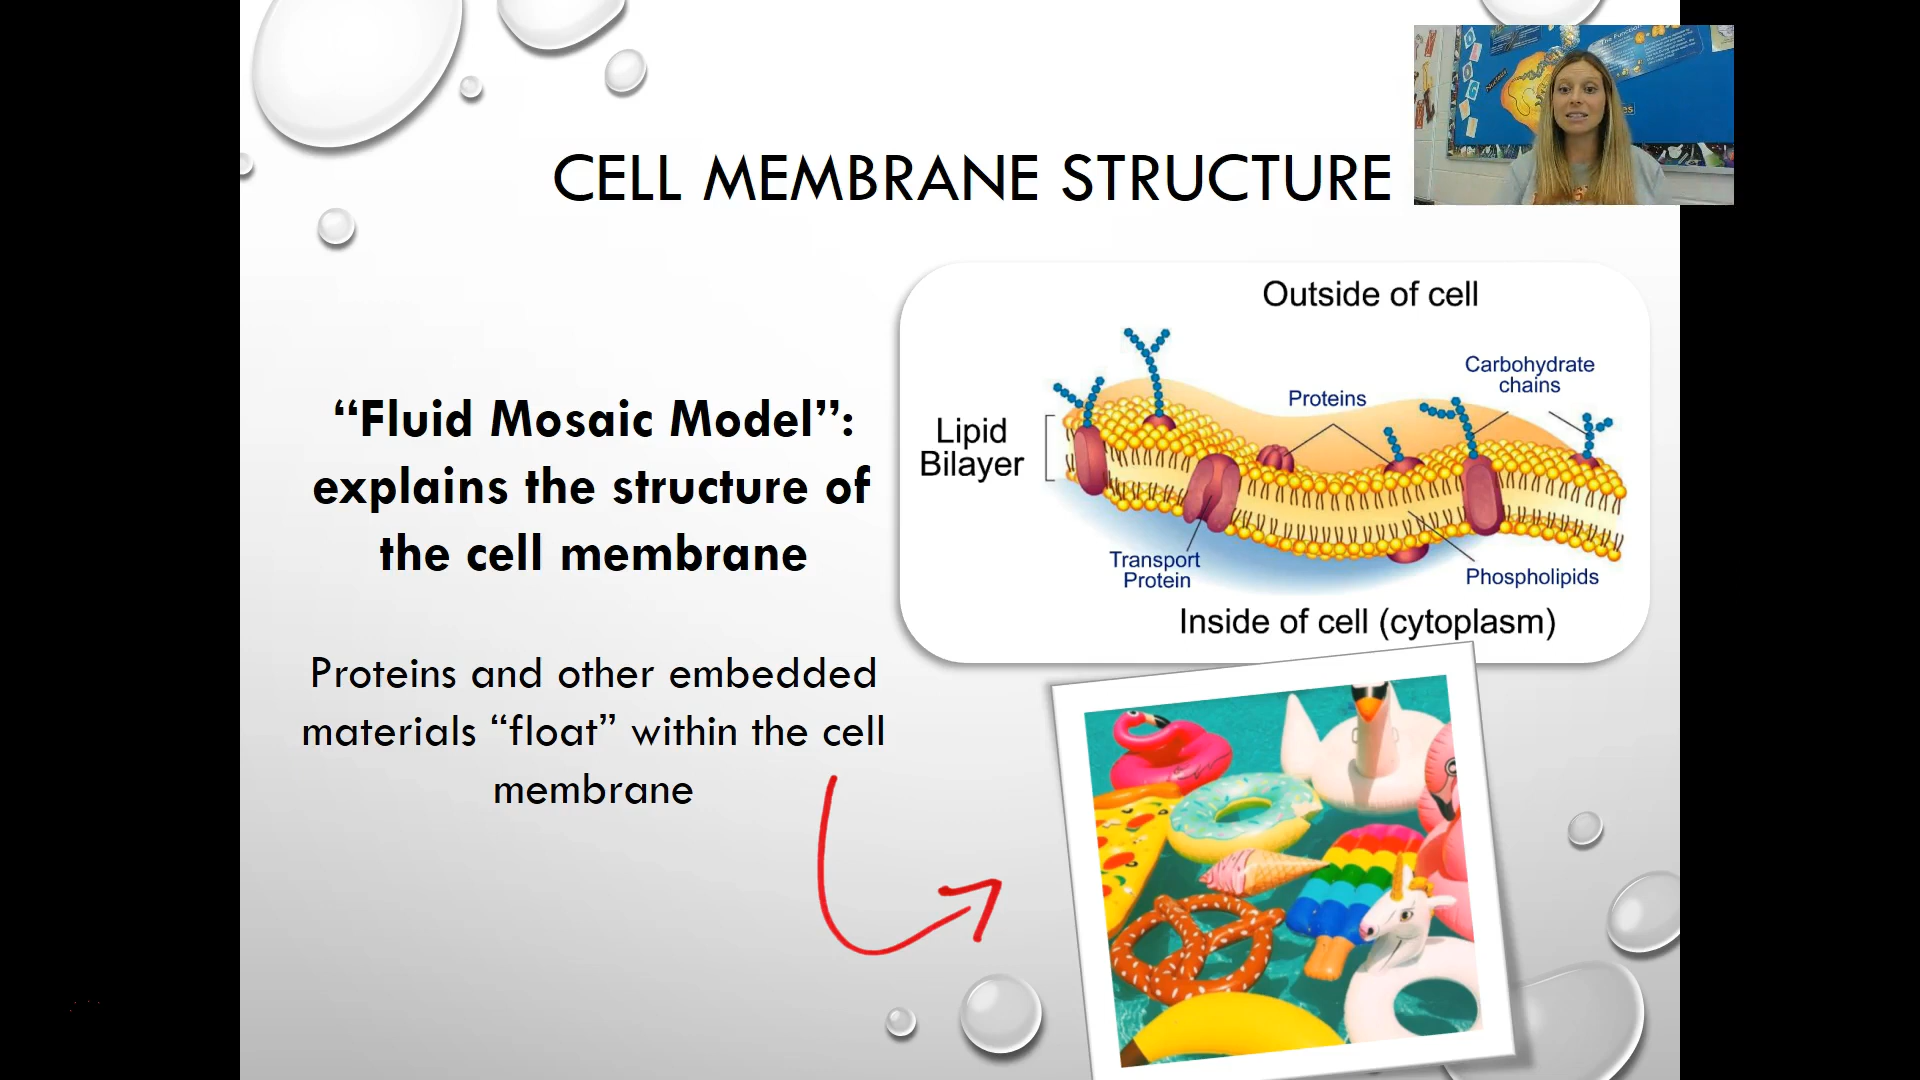 CELL MEMBRANE STRUCTURE
“Fluid Mosaic Model”:
explains the structure of
the cell membrane
Proteins and other embedded
materials “float” within the cell
membrane
Outside of cell
Carbohydrate
chains
Proteins
Lipid
Bilayer
Transport
Protein
Phospholipids
Inside of cell (cytoplasm)